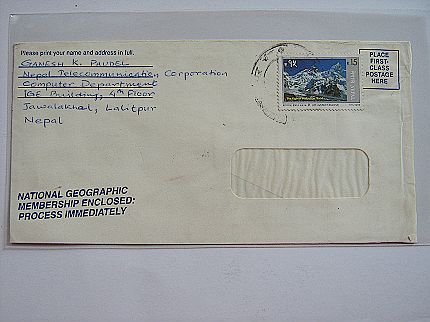 Please print your name and address in full.
GANESH K. PAUDEL
Nepal Telecommunication Corporation
Computer Department
IGE Building, 4th Floor
Jawalakhel, Lalitpur
Nepal
PLACE
FIRST-
CLASS
POSTAGE
HERE
NATIONAL GEOGRAPHIC
MEMBERSHIP ENCLOSED:
PROCESS IMMEDIATELY